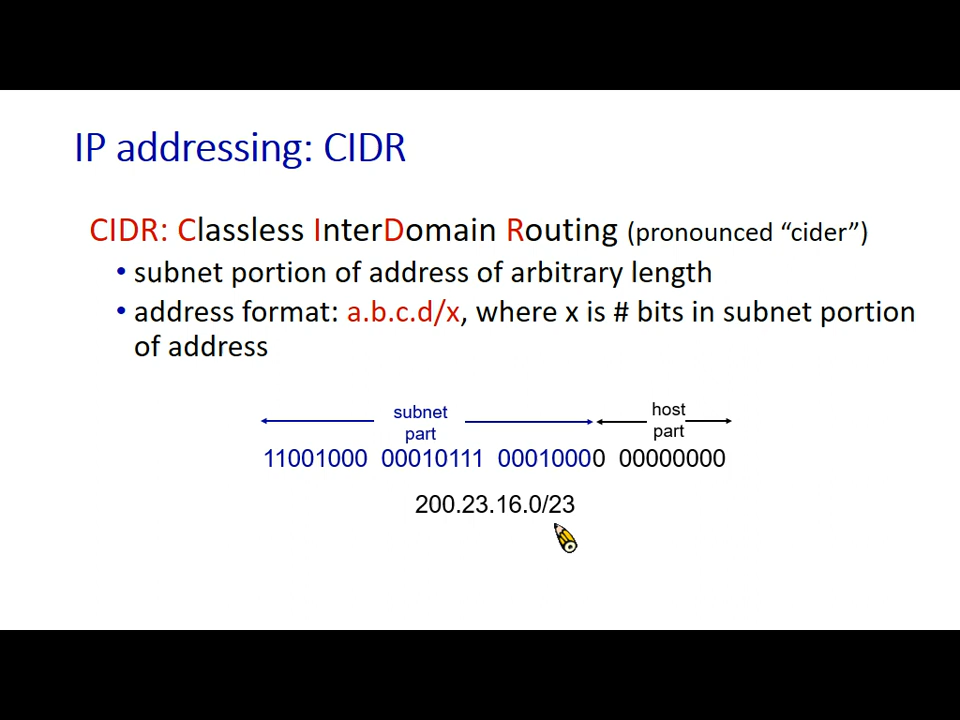 IP addressing: CIDR
CIDR: Classless InterDomain Routing (pronounced “cider”)
• subnet portion of address of arbitrary length
• address format: a.b.c.d/x, where x is # bits in subnet portion
of address
subnet
part
host
part
11001000 00010111 00010000 00000000
200.23.16.0/23